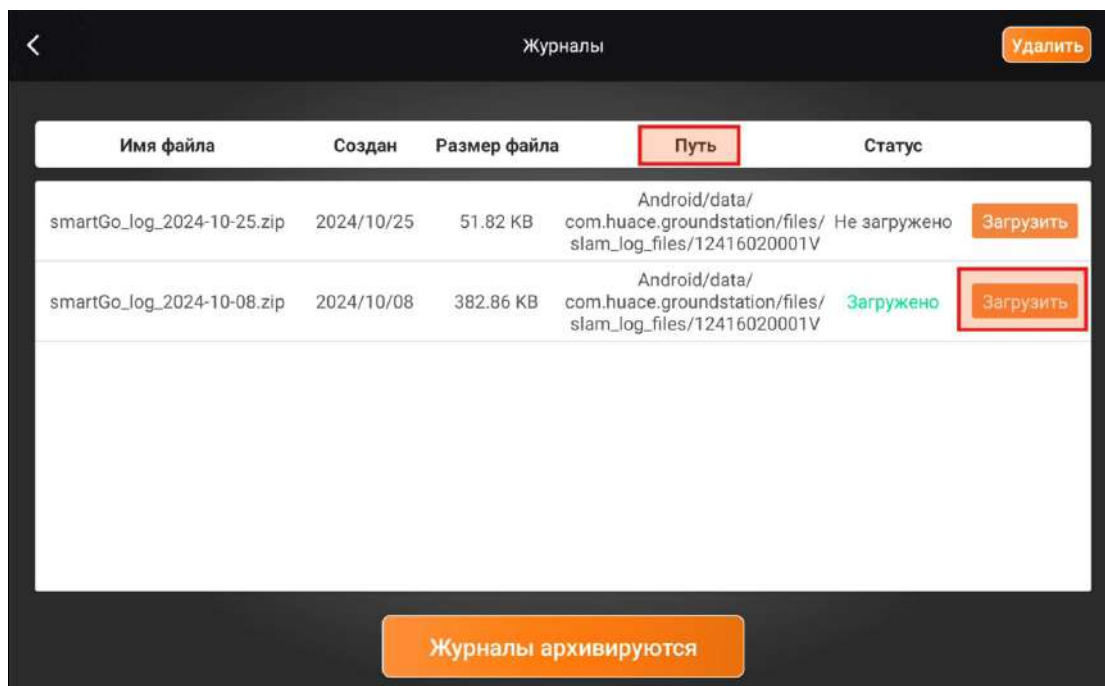 Журналы
Удалить
Имя файла Создан Размер файла Путь Статус
smartGo_log_2024-10-25.zip 2024/10/25 51.82 KB Android/data/
com.huace.groundstation/files/
slam_log_files/12416020001V Не загружено Загрузить
smartGo_log_2024-10-08.zip 2024/10/08 382.86 KB Android/data/
com.huace.groundstation/files/
slam_log_files/12416020001V Загружено Загрузить
Журналы архивируются